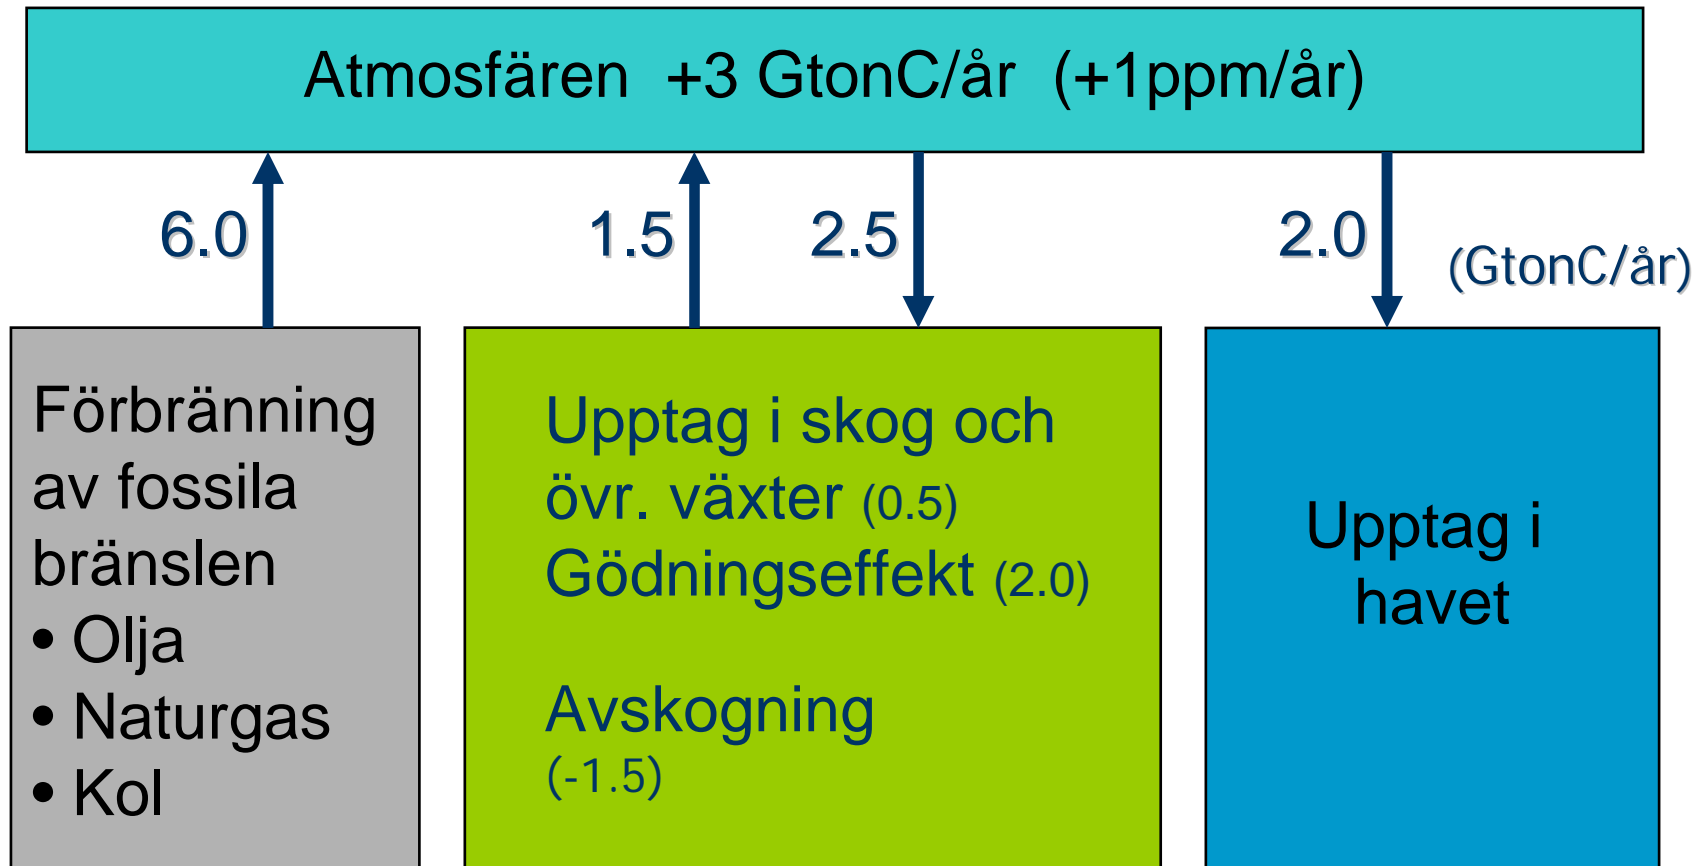 Atmosfären +3 GtonC/år (+1ppm/år)
6.0
1.5
2.5
2.0
(GtonC/år)
Förbränning
av fossila
bränslen
• Olja
• Naturgas
• Kol
Upptag i skog och
övr. växter (0.5)
Gödningseffekt (2.0)
Avskogning
(-1.5)
Upptag i
havet